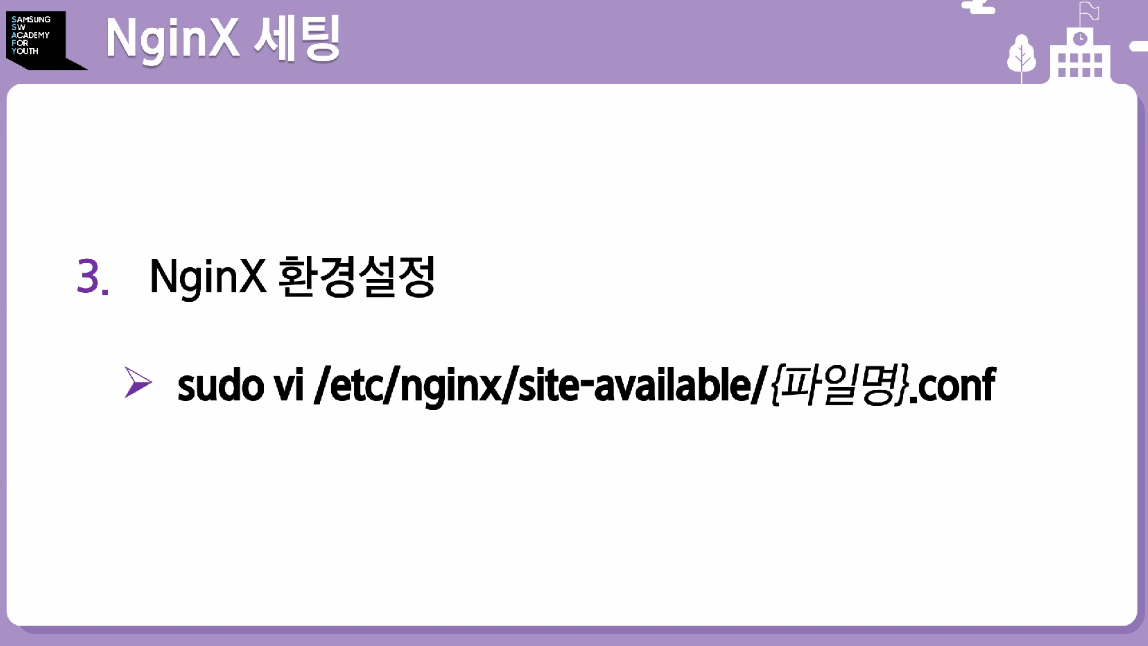 SAMSUNG
SW
ACADEMY
FOR
YOUTH
NginX 세팅
3. NginX 환경설정
sudo vi /etc/nginx/site-available/{파일명}.conf